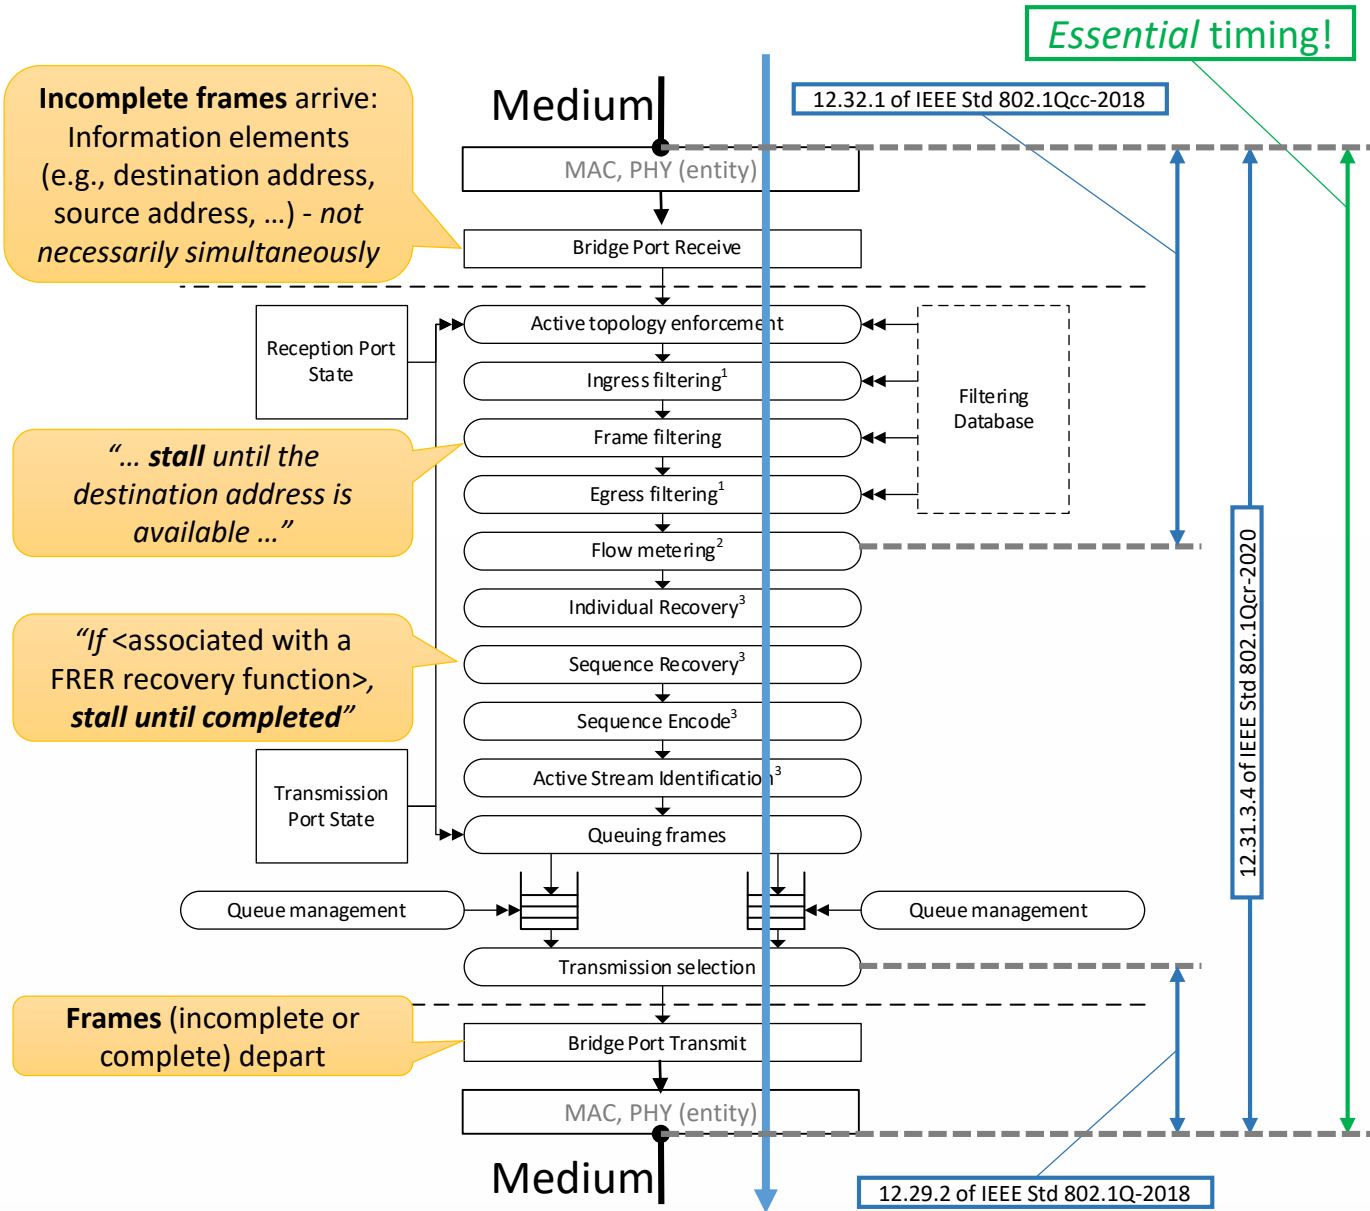 Essential timing!
Incomplete frames arrive:
Information elements
(e.g., destination address,
source address, …) - not
necessarily simultaneously
Medium
12.32.1 of IEEE Std 802.1Qcc-2018
MAC, PHY (entity)
Bridge Port Receive
Reception Port
State
Active topology enforcement
Ingress filtering1
Frame filtering
Egress filtering1
Filtering
Database
“… stall until the
destination address is
available …”
Flow metering2
Individual Recovery3
“If <associated with a
FRER recovery function>,
stall until completed”
Sequence Recovery3
Sequence Encode3
Active Stream Identification3
12.31.3.4 of IEEE Std 802.1Qcr-2020
Transmission
Port State
Queuing frames
Queue management
Queue management
Transmission selection
Frames (incomplete or
complete) depart
Bridge Port Transmit
MAC, PHY (entity)
Medium
12.29.2 of IEEE Std 802.1Q-2018